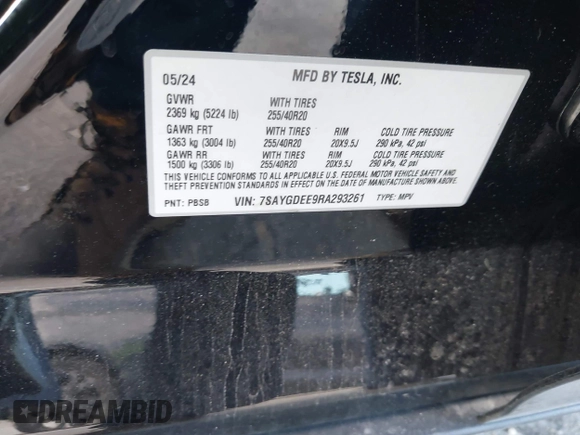 05/24 MFD BY TESLA, INC.
GVWR WITH TIRES
2369 kg (5224 lb) 255/40R20
GAWR FRT WITH TIRES RIM COLD TIRE PRESSURE
1363 kg (3004 lb) 255/40R20 20X9.5J 290 kPa, 42 psi
GAWR RR WITH TIRES RIM COLD TIRE PRESSURE
1500 kg (3306 lb) 255/40R20 20X9.5J 290 kPa, 42 psi
THIS VEHICLE CONFORMS TO ALL APPLICABLE U.S. FEDERAL MOTOR VEHICLE SAFETY AND
THEFT PREVENTION STANDARDS IN EFFECT ON THE DATE OF MANUFACTURE SHOWN ABOVE.
PNT: PBSB VIN: 7SAYGDEE9RA293261 TYPE: MPV
DREAMBID